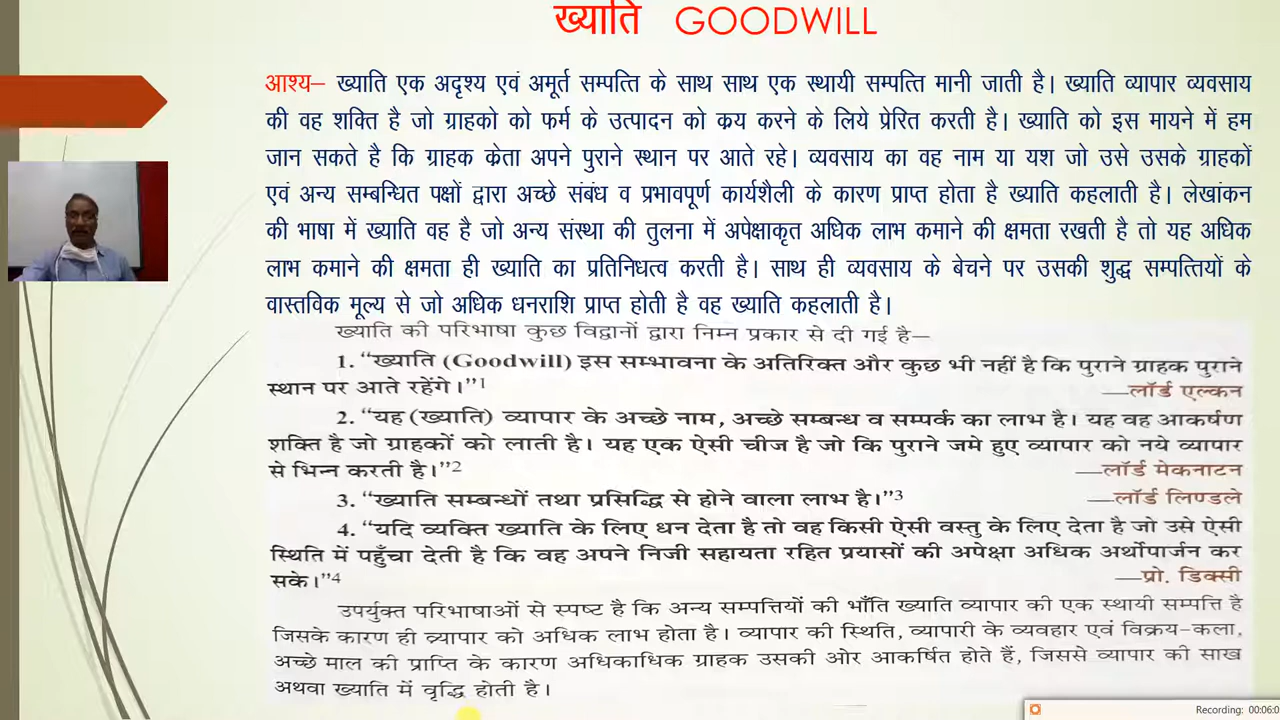 ख्याति GOODWILL
आश्य– ख्याति एक अदृश्य एवं अमूर्त सम्पत्ति के साथ साथ एक स्थायी सम्पत्ति मानी जाती है। ख्याति व्यापार व्यवसाय
की वह शक्ति है जो ग्राहको को फर्म के उत्पादन को कय करने के लिये प्रेरित करती है। ख्याति को इस मायने में हम
जान सकते है कि ग्राहक क्रेता अपने पुराने स्थान पर आते रहे। व्यवसाय का वह नाम या यश जो उसे उसके ग्राहकों
एवं अन्य सम्बन्धित पक्षों द्वारा अच्छे संबंध व प्रभावपूर्ण कार्यशैली के कारण प्राप्त होता है ख्याति कहलाती है। लेखांकन
की भाषा में ख्याति वह है जो अन्य संस्था की तुलना में अपेक्षाकृत अधिक लाभ कमाने की क्षमता रखती है तो यह अधिक
लाभ कमाने की क्षमता ही ख्याति का प्रतिनिधत्व करती है। साथ ही व्यवसाय के बेचने पर उसकी शुद्ध सम्पत्तियों के
वास्तविक मूल्य से जो अधिक धनराशि प्राप्त होती है वह ख्याति कहलाती है।
ख्याति की परिभाषा कुछ विद्वानों द्वारा निम्न प्रकार से दी गई है–
1. “ख्याति (Goodwill) इस सम्भावना के अतिरिक्त और कुछ भी नहीं है कि पुराने ग्राहक पुराने
स्थान पर आते रहेंगे।”1 —लॉर्ड एल्कन
2. “यह (ख्याति) व्यापार के अच्छे नाम, अच्छे सम्बन्ध व सम्पर्क का लाभ है। यह वह आकर्षण
शक्ति है जो ग्राहकों को लाती है। यह एक ऐसी चीज है जो कि पुराने जमे हुए व्यापार को नये व्यापार
से भिन्न करती है।”2 —लॉर्ड मेकनाटन
3. “ख्याति सम्बन्धों तथा प्रसिद्धि से होने वाला लाभ है।”3 —लॉर्ड लिण्डले
4. “यदि व्यक्ति ख्याति के लिए धन देता है तो वह किसी ऐसी वस्तु के लिए देता है जो उसे ऐसी
स्थिति में पहुँचा देती है कि वह अपने निजी सहायता रहित प्रयासों की अपेक्षा अधिक अर्थोपार्जन कर
सके।”4 —प्रो. डिक्सी
उपर्युक्त परिभाषाओं से स्पष्ट है कि अन्य सम्पत्तियों की भाँति ख्याति व्यापार की एक स्थायी सम्पत्ति है
जिसके कारण ही व्यापार को अधिक लाभ होता है। व्यापार की स्थिति, व्यापारी के व्यवहार एवं विक्रय-कला,
अच्छे माल की प्राप्ति के कारण अधिकाधिक ग्राहक उसकी ओर आकर्षित होते हैं, जिससे व्यापार की साख
अथवा ख्याति में वृद्धि होती है।
Recording: 00:06:0